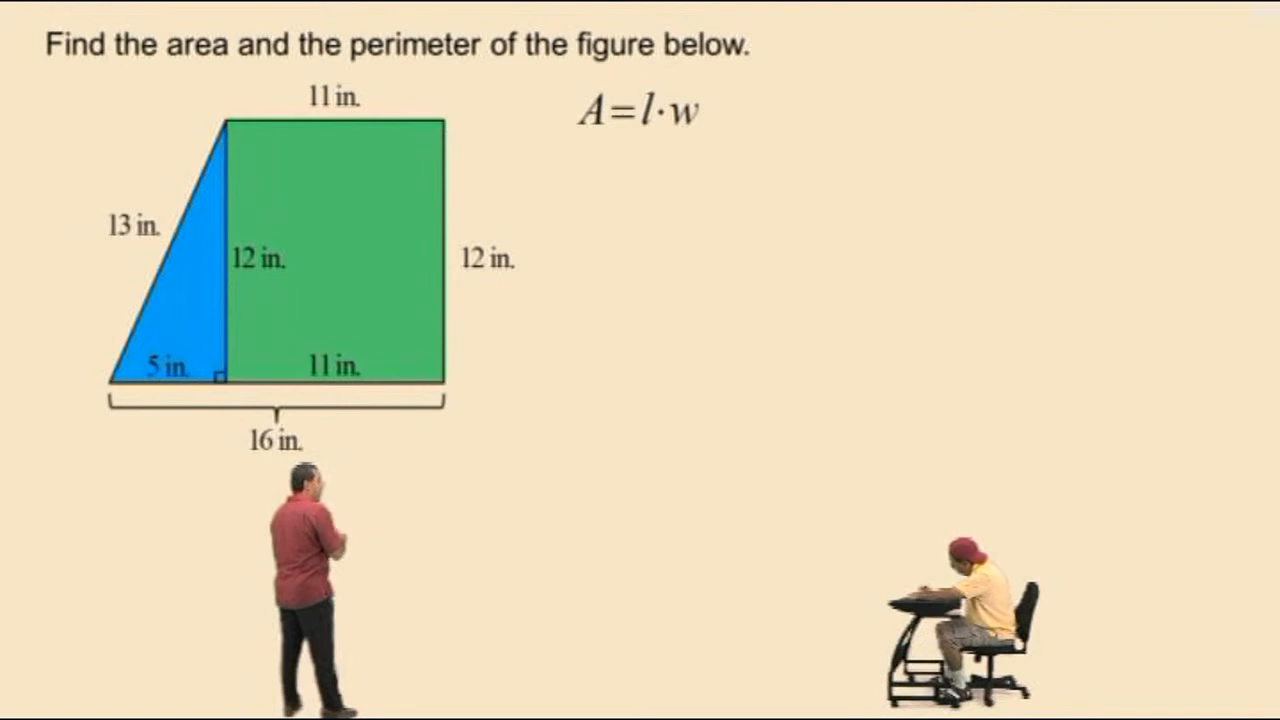 Find the area and the perimeter of the figure below.
11 in.
A=l·w
13 in.
12 in.
12 in.
5 in.
11 in.
16 in.